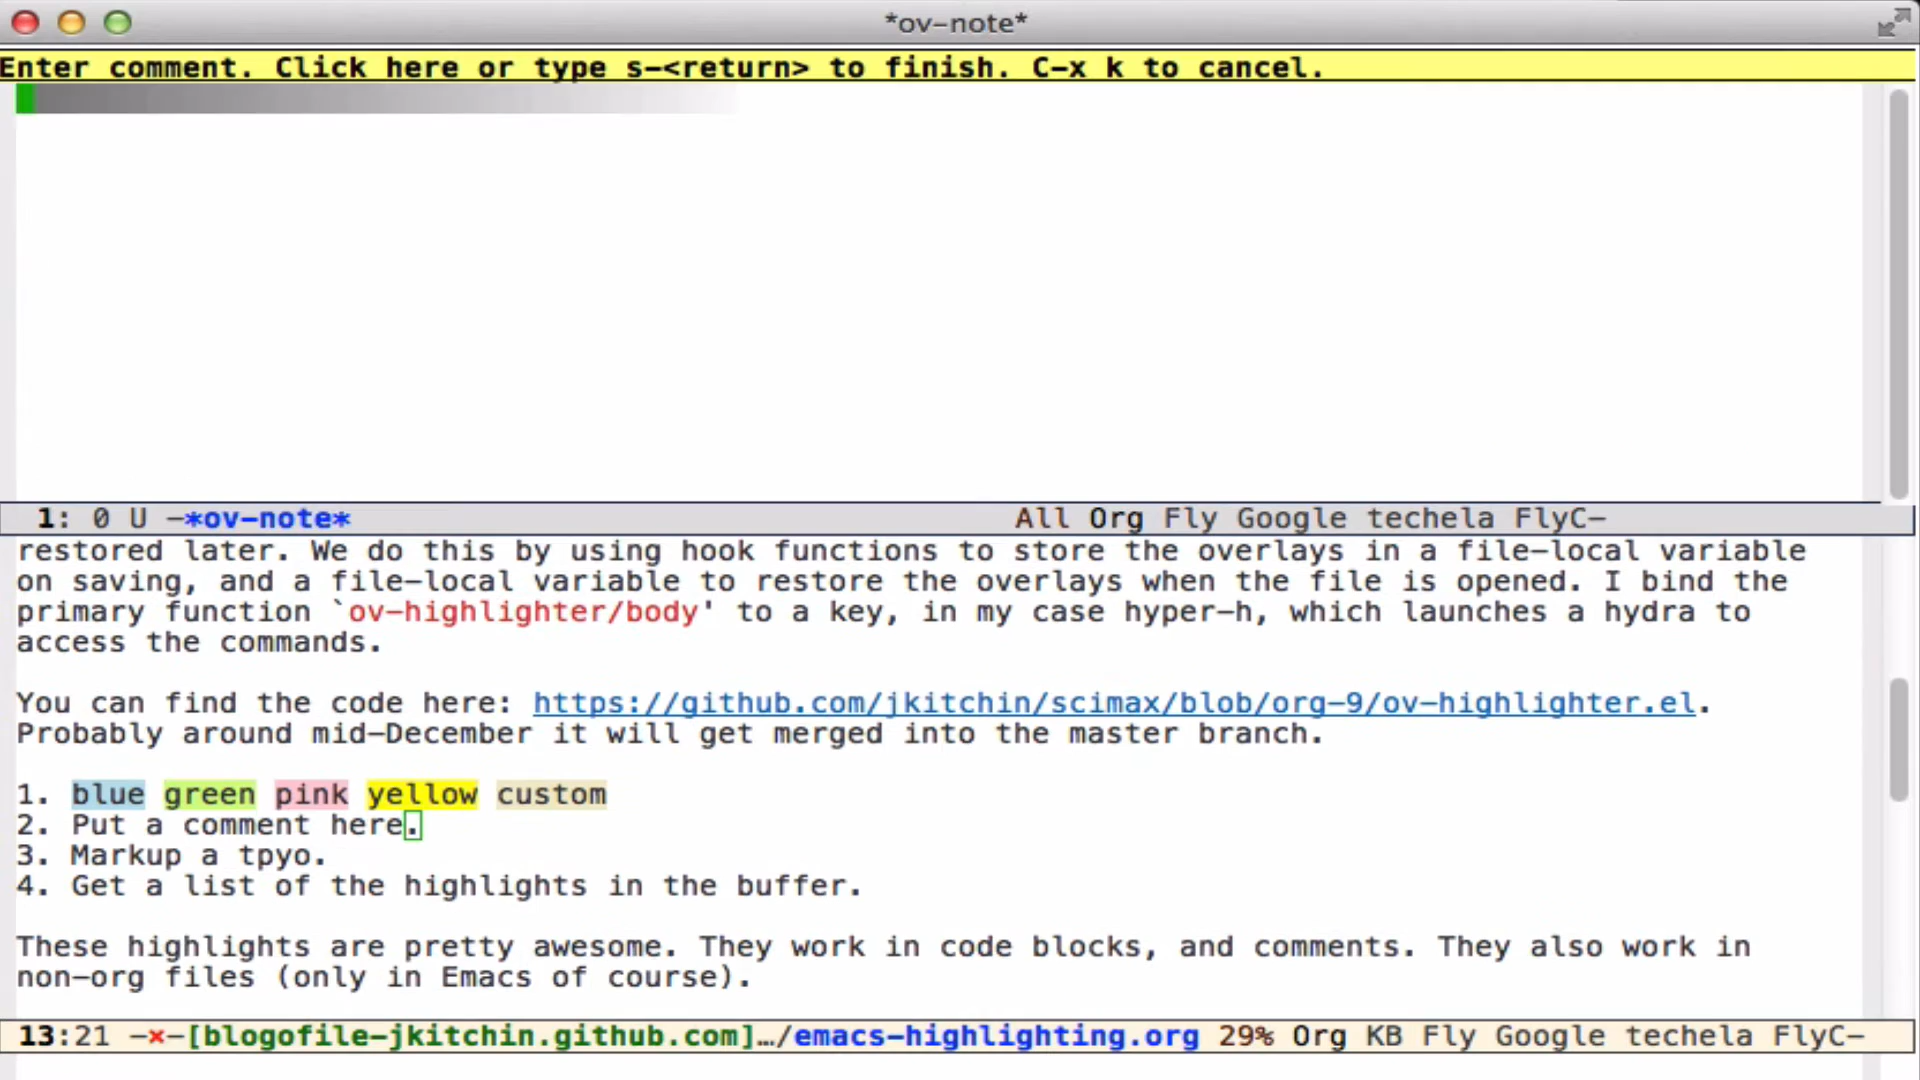 *ov-note*
Enter comment. Click here or type s-<return> to finish. C-x k to cancel.
1: 0 U -*ov-note* All Org Fly Google techela FlyC-
restored later. We do this by using hook functions to store the overlays in a file-local variable
on saving, and a file-local variable to restore the overlays when the file is opened. I bind the
primary function `ov-highlighter/body' to a key, in my case hyper-h, which launches a hydra to
access the commands.
You can find the code here: https://github.com/jkitchin/scimax/blob/org-9/ov-highlighter.el.
Probably around mid-December it will get merged into the master branch.
1. blue green pink yellow custom
2. Put a comment here.
3. Markup a tpyo.
4. Get a list of the highlights in the buffer.
These highlights are pretty awesome. They work in code blocks, and comments. They also work in
non-org files (only in Emacs of course).
13:21 -×-[blogofile-jkitchin.github.com]…/emacs-highlighting.org 29% Org KB Fly Google techela FlyC-